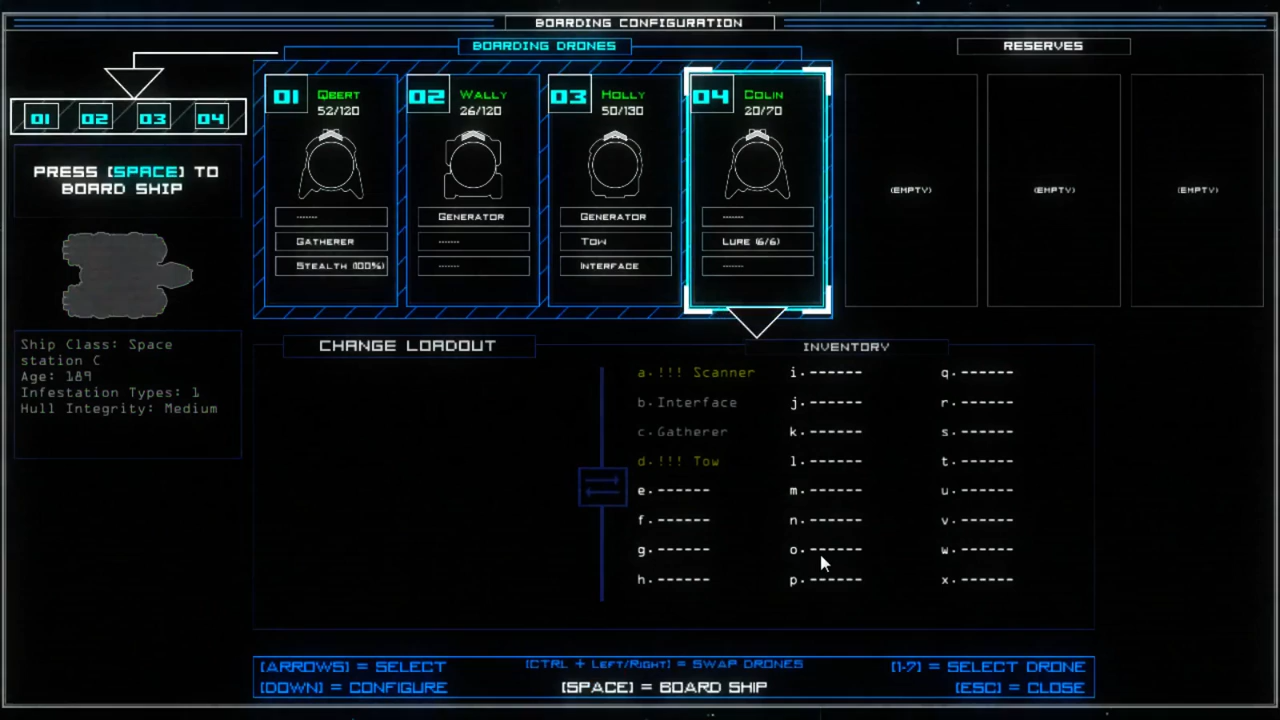 BOARDING CONFIGURATION
BOARDING DRONES
RESERVES
01 02 03 04
PRESS [SPACE] TO
BOARD SHIP
Ship Class: Space
station C
Age: 189
Infestation Types: 1
Hull Integrity: Medium
01 QBERT
52/120
------
GATHERER
STEALTH (100%)
02 WALLY
26/120
GENERATOR
------
------
03 HOLLY
50/130
GENERATOR
TOW
INTERFACE
04 COLIN
20/70
------
LURE (6/6)
------
(EMPTY)
(EMPTY)
(EMPTY)
CHANGE LOADOUT
INVENTORY
a.!!! Scanner
b.Interface
c.Gatherer
d.!!! Tow
e.------
f.------
g.------
h.------
i.------
j.------
k.------
l.------
m.------
n.------
o.------
p.------
q.------
r.------
s.------
t.------
u.------
v.------
w.------
x.------
[ARROWS] = SELECT
[CTRL + LEFT/RIGHT] = SWAP DRONES
[1-7] = SELECT DRONE
[DOWN] = CONFIGURE
[SPACE] = BOARD SHIP
[ESC] = CLOSE